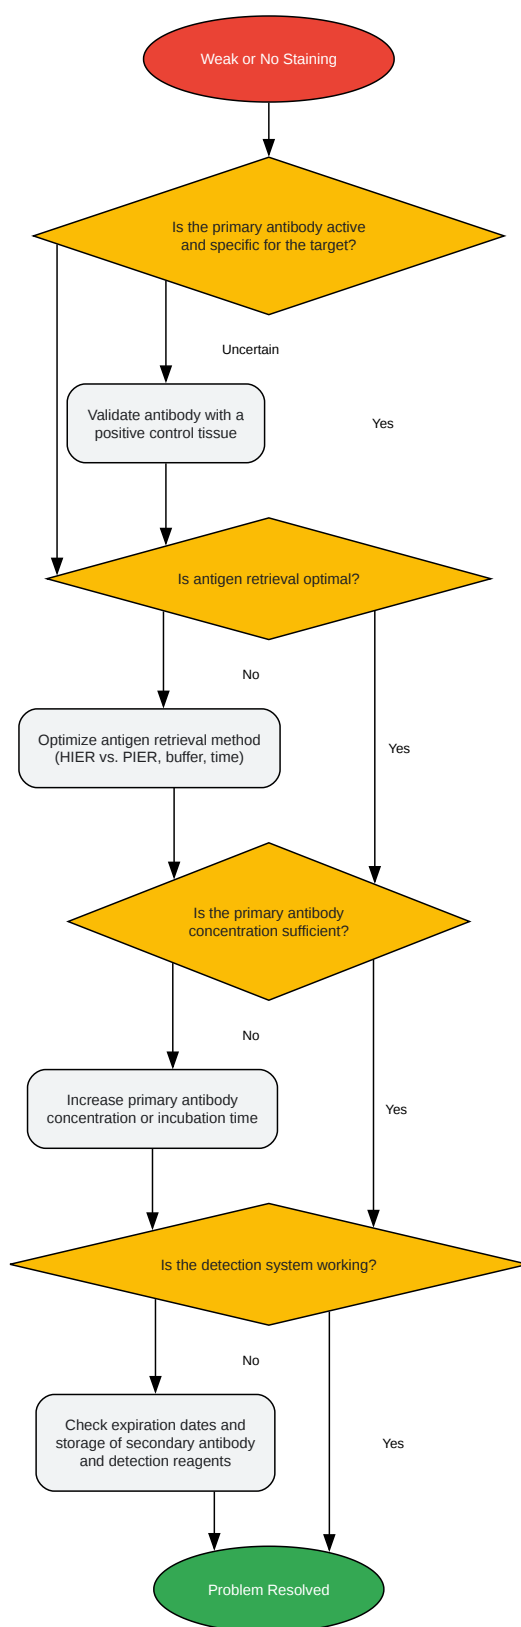 Weak or No Staining
Is the primary antibody active
and specific for the target?
Uncertain
Validate antibody with a
positive control tissue
Yes
Is antigen retrieval optimal?
No
Optimize antigen retrieval method
(HIER vs. PIER, buffer, time)
Yes
Is the primary antibody
concentration sufficient?
No
Increase primary antibody
concentration or incubation time
Yes
Is the detection system working?
No
Check expiration dates and
storage of secondary antibody
and detection reagents
Yes
Problem Resolved